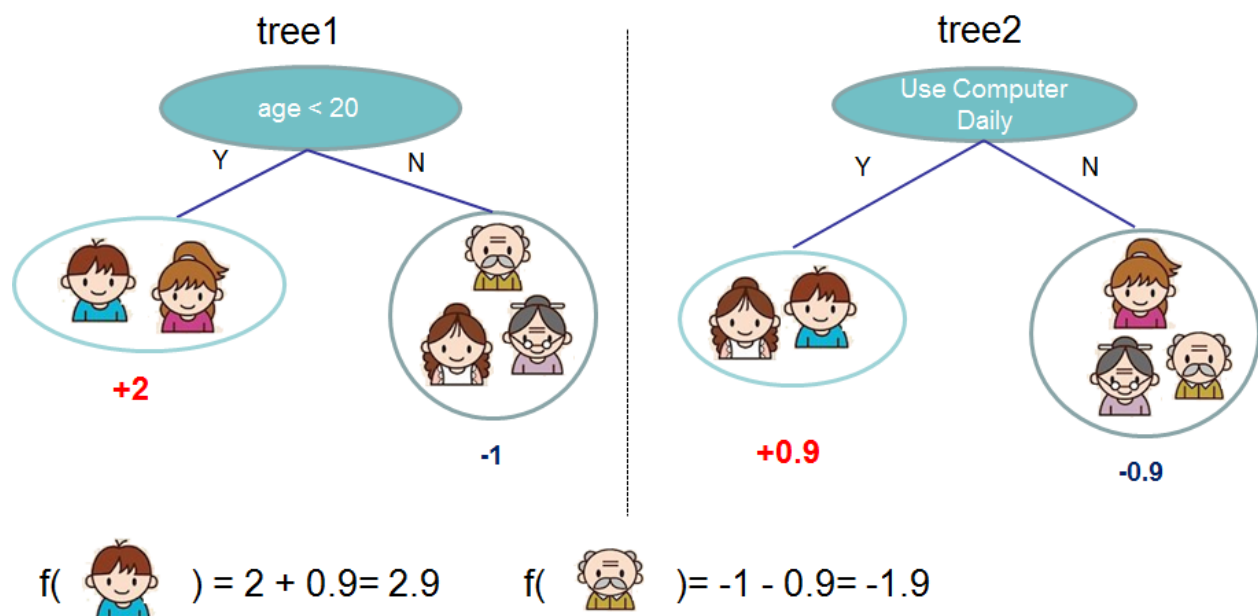 tree1
age < 20
Y
N
+2
-1
tree2
Use Computer
Daily
Y
N
+0.9
-0.9
f( ) = 2 + 0.9= 2.9
f( )= -1 - 0.9= -1.9